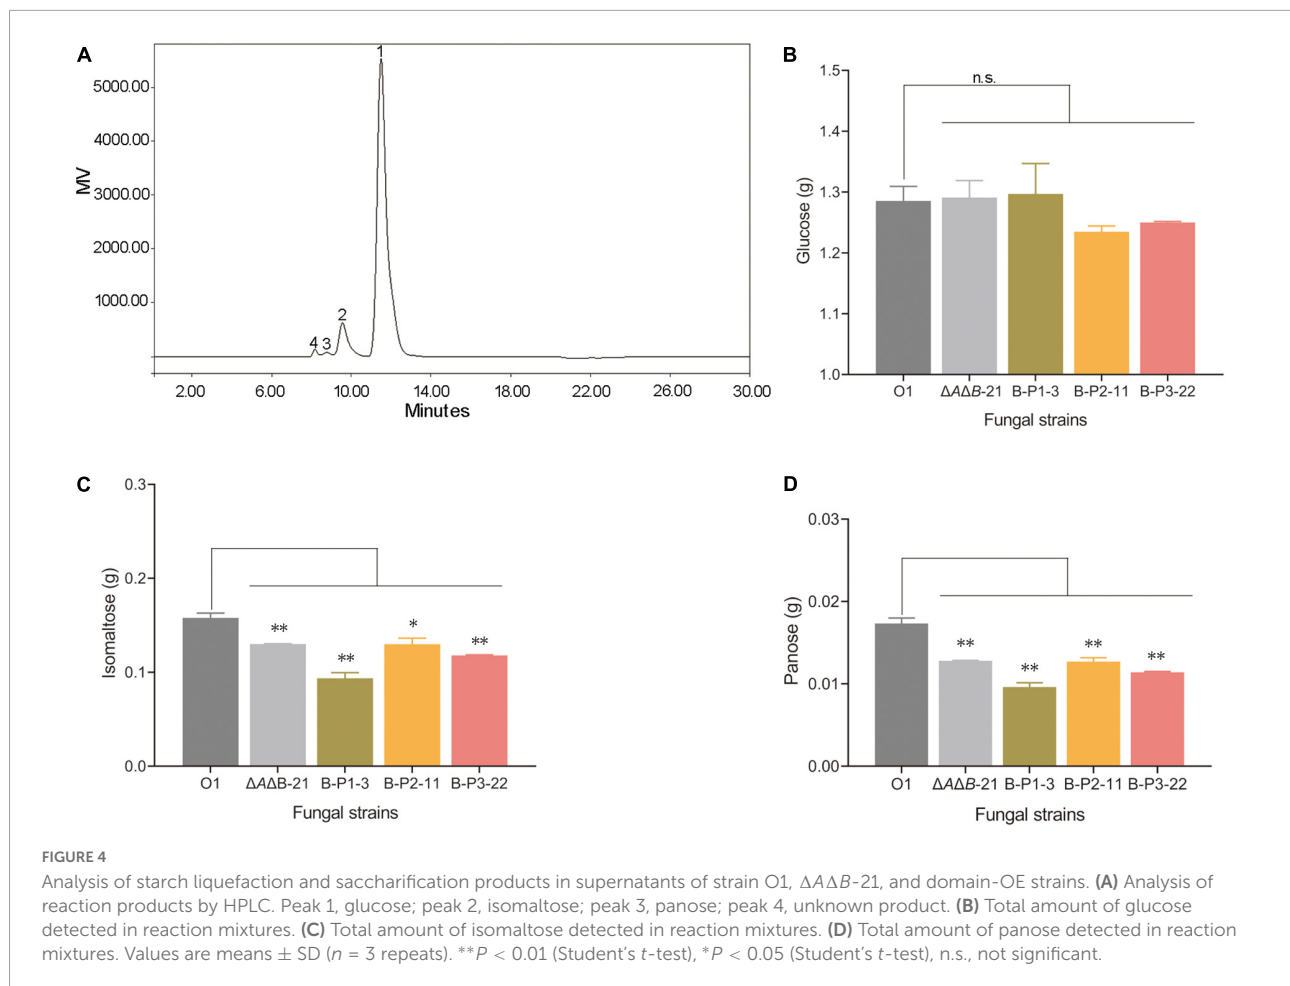 A
MV
5000.00
4000.00
3000.00
2000.00
1000.00
1
2
4 3
2.00 6.00 10.00 14.00 18.00 22.00 26.00 30.00
Minutes
B
Glucose (g)
1.5
1.4
1.3
1.2
1.1
1.0
n.s.
O1 ΔAΔB-21 B-P1-3 B-P2-11 B-P3-22
Fungal strains
C
Isomaltose (g)
0.3
0.2
0.1
0.0
** ** * **
O1 ΔAΔB-21 B-P1-3 B-P2-11 B-P3-22
Fungal strains
D
Panose (g)
0.03
0.02
0.01
0.00
** ** ** **
O1 ΔAΔB-21 B-P1-3 B-P2-11 B-P3-22
Fungal strains
FIGURE 4
Analysis of starch liquefaction and saccharification products in supernatants of strain O1, ΔAΔB-21, and domain-OE strains. (A) Analysis of
reaction products by HPLC. Peak 1, glucose; peak 2, isomaltose; peak 3, panose; peak 4, unknown product. (B) Total amount of glucose
detected in reaction mixtures. (C) Total amount of isomaltose detected in reaction mixtures. (D) Total amount of panose detected in reaction
mixtures. Values are means ± SD (n = 3 repeats). **P < 0.01 (Student's t-test), *P < 0.05 (Student's t-test), n.s., not significant.